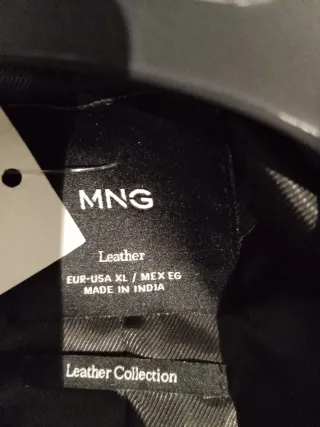 MNG
Leather
EUR-USA XL / MEX EG
MADE IN INDIA
Leather Collection